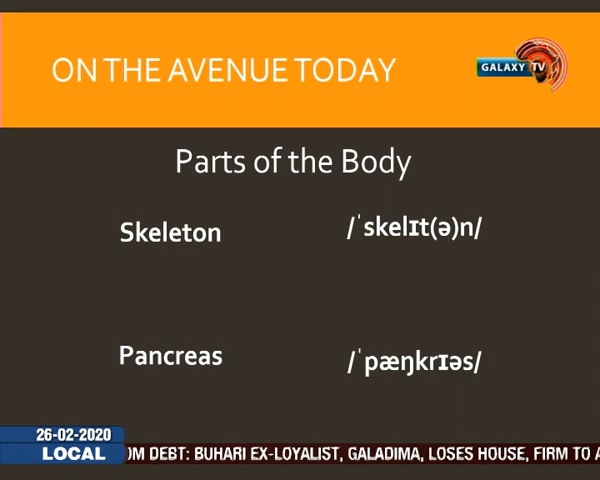 ON THE AVENUE TODAY
GALAXY TV
Parts of the Body
Skeleton /ˈskelɪt(ə)n/
Pancreas /ˈpæŋkrɪəs/
26-02-2020
LOCAL OM DEBT: BUHARI EX-LOYALIST, GALADIMA, LOSES HOUSE, FIRM TO A